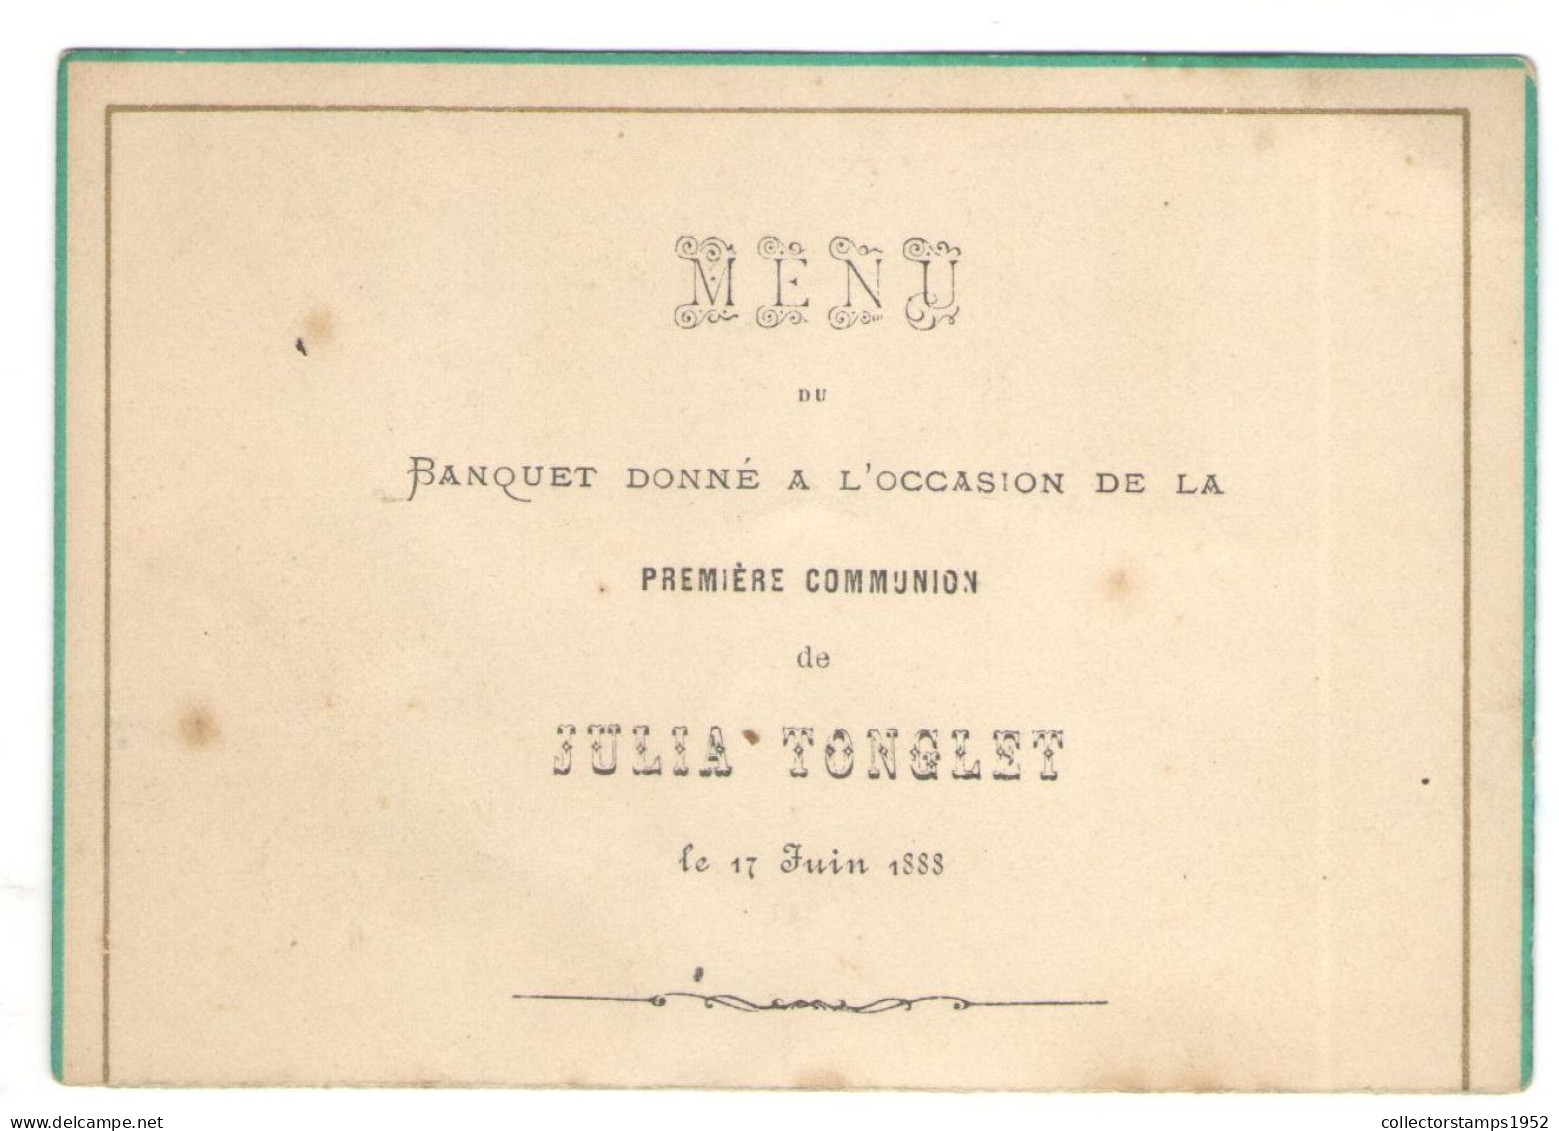 MENU
DU
BANQUET DONNÉ A L'OCCASION DE LA
PREMIÈRE COMMUNION
de
JULIA TONGLET
le 17 Juin 1888
www.delcampe.net
collectorstamps1952